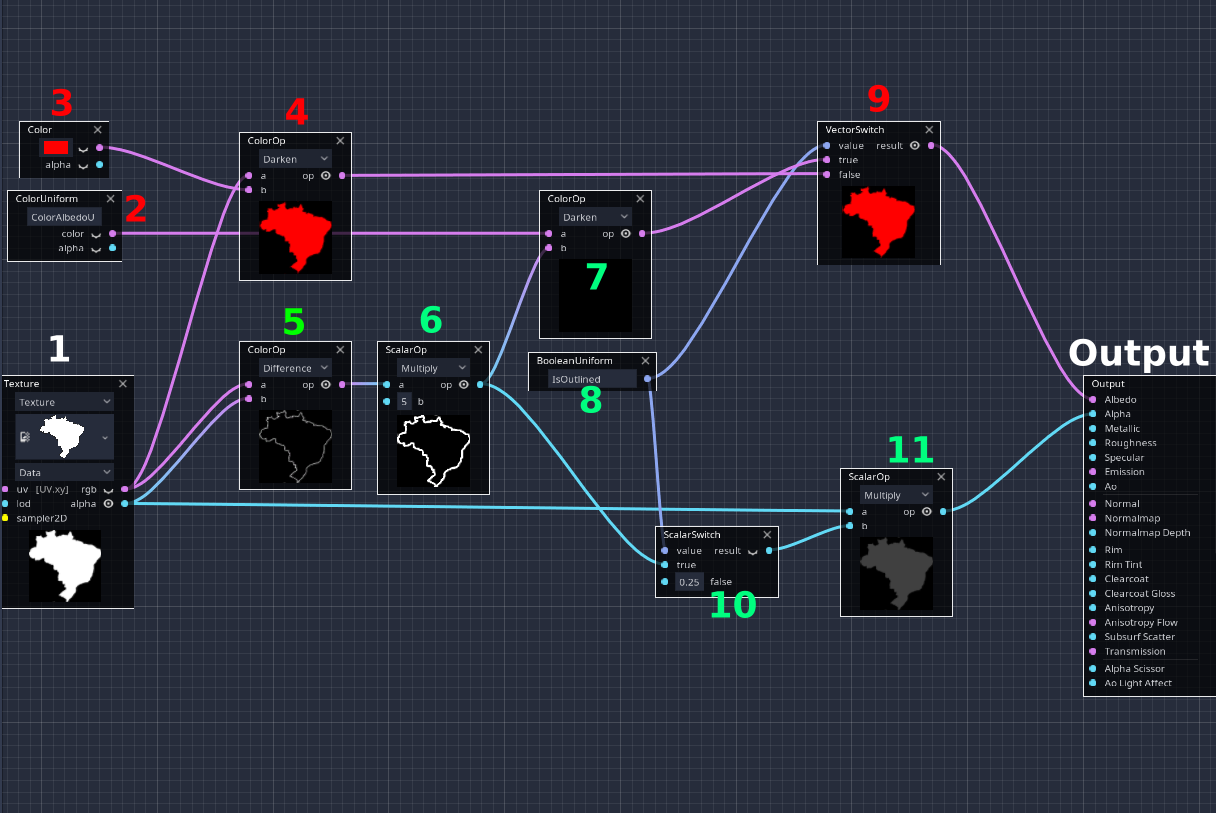 3
Color
alpha
ColorUniform
ColorAlbedoU
color
alpha
2
4
ColorOp
Darken
a op
b
1
Texture
Texture
Data
uv [UV.xy] rgb
lod alpha
sampler2D
5
ColorOp
Difference
a op
b
6
ScalarOp
Multiply
a op
5 b
ColorOp
Darken
a op
b
7
BooleanUniform
IsOutlined
8
9
VectorSwitch
value result
true
false
ScalarSwitch
value result
true
0.25 false
10
11
ScalarOp
Multiply
a op
b
Output
Output
Albedo
Alpha
Metallic
Roughness
Specular
Emission
Ao
Normal
Normalmap
Normalmap Depth
Rim
Rim Tint
Clearcoat
Clearcoat Gloss
Anisotropy
Anisotropy Flow
Subsurf Scatter
Transmission
Alpha Scissor
Ao Light Affect